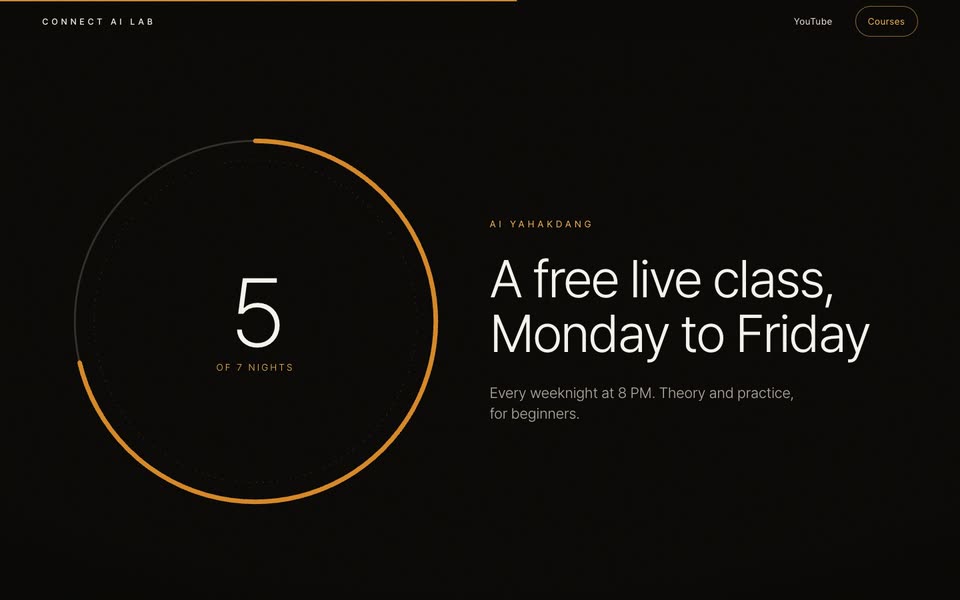 CONNECT AI LAB
YouTube
Courses
5
OF 7 NIGHTS
AI YAHAKDANG
A free live class,
Monday to Friday
Every weeknight at 8 PM. Theory and practice,
for beginners.